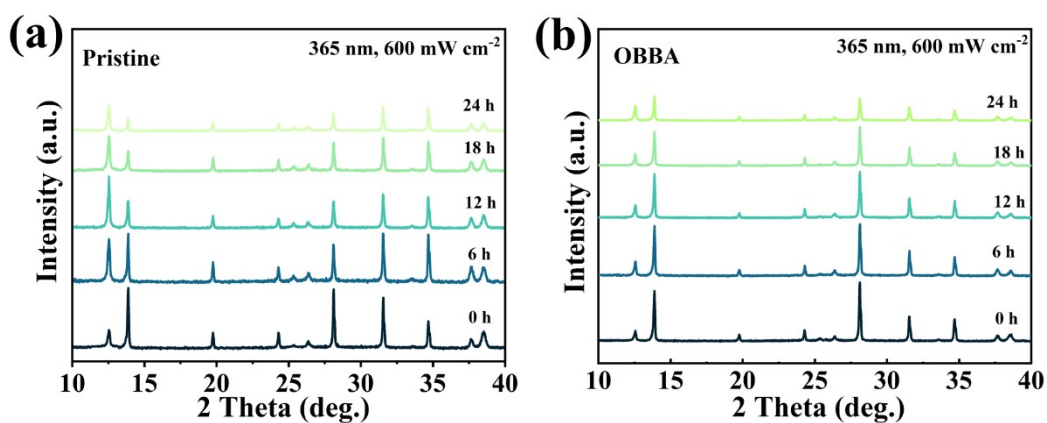 (a)
Pristine
365 nm, 600 mW cm⁻²
24 h
18 h
12 h
6 h
0 h
Intensity (a.u.)
10 15 20 25 30 35 40
2 Theta (deg.)
(b)
OBBA
365 nm, 600 mW cm⁻²
24 h
18 h
12 h
6 h
0 h
Intensity (a.u.)
10 15 20 25 30 35 40
2 Theta (deg.)